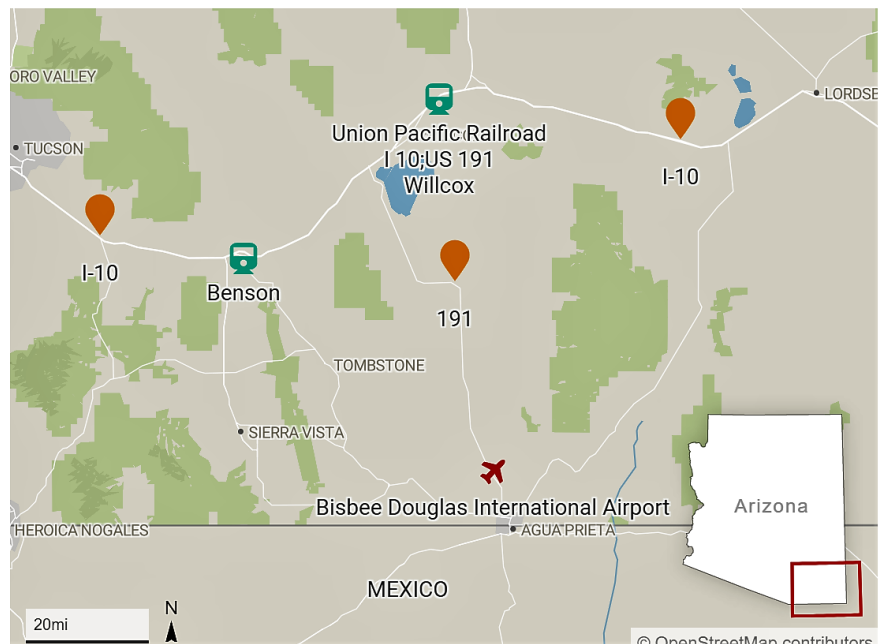 ORO VALLEY
LORDSE
TUCSON
Union Pacific Railroad
I 10;US 191
Willcox
I-10
I-10
Benson
191
TOMBSTONE
SIERRA VISTA
Bisbee Douglas International Airport
Arizona
HEROICA NOGALES
AGUA PRIETA
MEXICO
20mi
N
© OpenStreetMap contributors